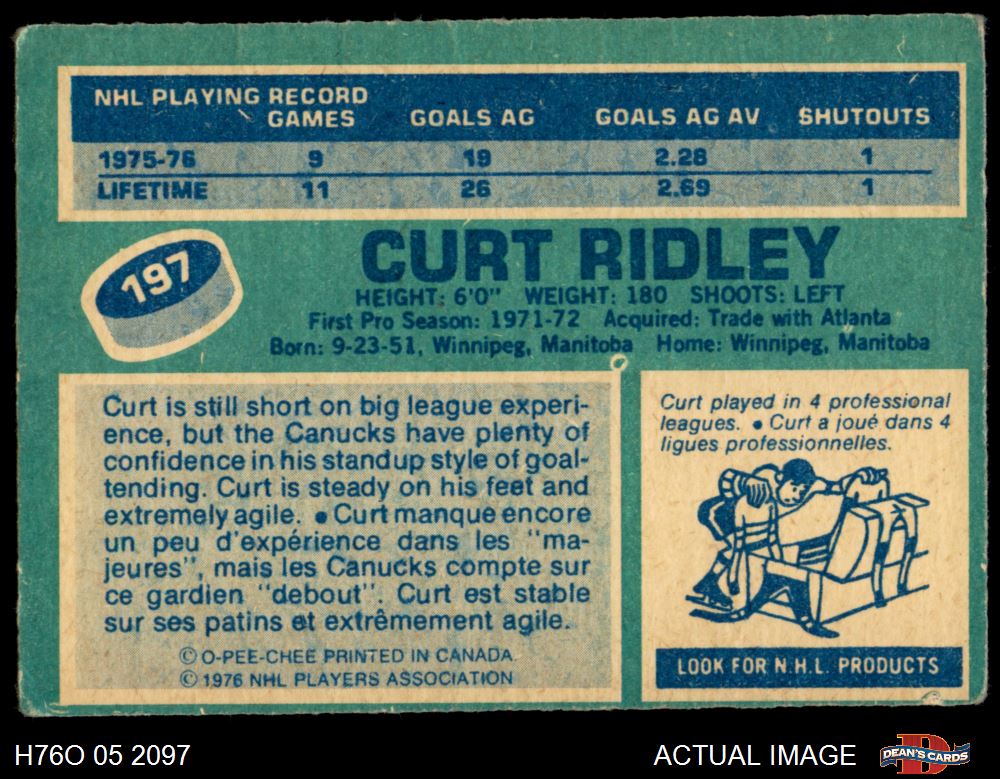 NHL PLAYING RECORD
GAMES GOALS AG GOALS AG AV SHUTOUTS
1975-76 9 19 2.28 1
LIFETIME 11 26 2.69 1
197
CURT RIDLEY
HEIGHT: 6'0" WEIGHT: 180 SHOOTS: LEFT
First Pro Season: 1971-72 Acquired: Trade with Atlanta
Born: 9-23-51, Winnipeg, Manitoba Home: Winnipeg, Manitoba
Curt is still short on big league experi-
ence, but the Canucks have plenty of
confidence in his standup style of goal-
tending. Curt is steady on his feet and
extremely agile. • Curt manque encore
un peu d'expérience dans les "ma-
jeures", mais les Canucks compte sur
ce gardien "debout". Curt est stable
sur ses patins et extrêmement agile.
© O-PEE-CHEE PRINTED IN CANADA.
© 1976 NHL PLAYERS ASSOCIATION
Curt played in 4 professional
leagues. • Curt a joué dans 4
ligues professionnelles.
LOOK FOR N.H.L. PRODUCTS
H76O 05 2097
ACTUAL IMAGE
D
DEAN'S CARDS